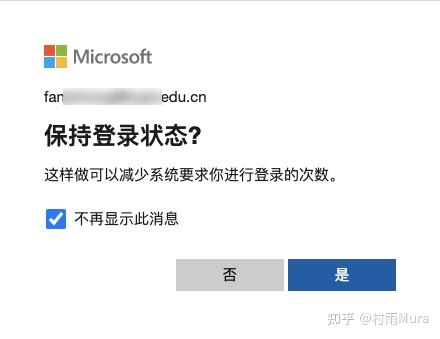 Microsoft
fan edu.cn
保持登录状态?
这样做可以减少系统要求你进行登录的次数。
不再显示此消息
否
是
知乎 @村雨Mura